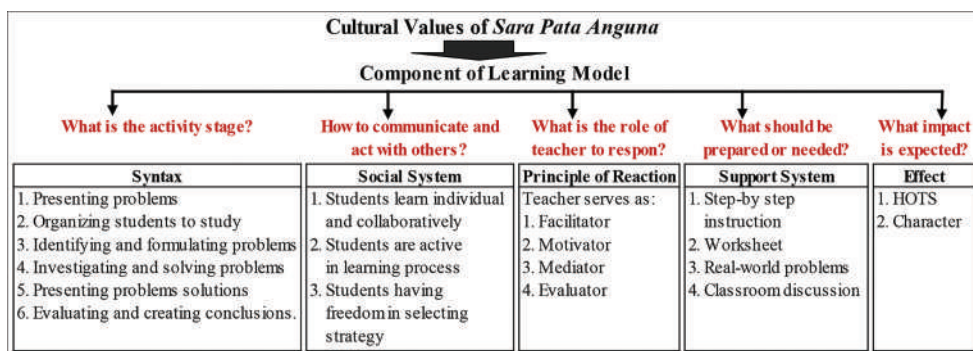 Cultural Values of Sara Pata Anguna
Component of Learning Model
What is the activity stage?
How to communicate and
act with others?
What is the role of
teacher to respon?
What should be
prepared or needed?
What impact
is expected?
Syntax
1. Presenting problems
2. Organizing students to study
3. Identifying and formulating problems
4. Investigating and solving problems
5. Presenting problems solutions
6. Evaluating and creating conclusions.
Social System
1. Students learn individual
and collaboratively
2. Students are active
in learning process
3. Students having
freedom in selecting
strategy
Principle of Reaction
Teacher serves as:
1. Facilitator
2. Motivator
3. Mediator
4. Evaluator
Support System
1. Step-by step
instruction
2. Worksheet
3. Real-world problems
4. Classroom discussion
Effect
1. HOTS
2. Character